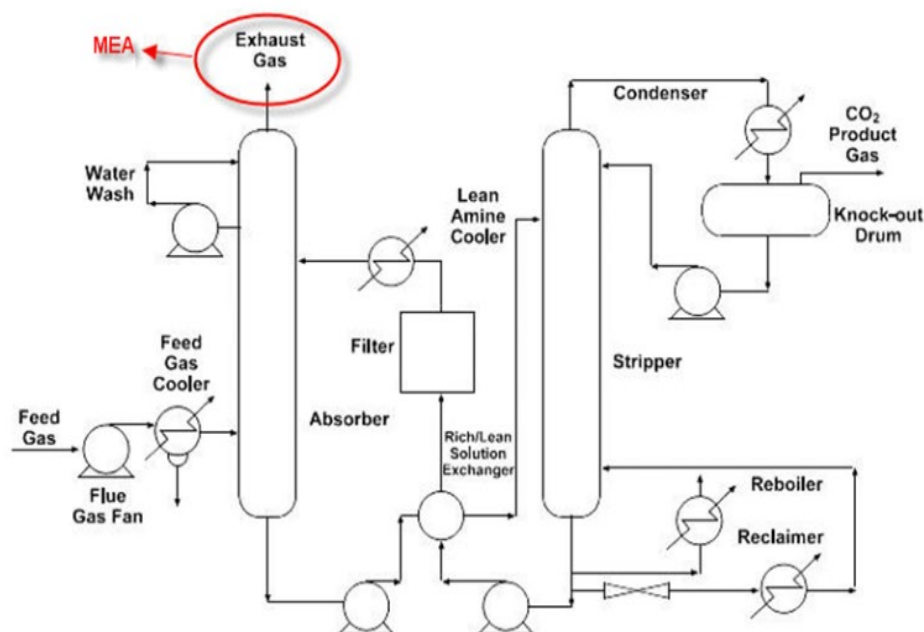 MEA
Exhaust
Gas
Condenser
CO₂
Product
Gas
Water
Wash
Lean
Amine
Cooler
Knock-out
Drum
Feed
Gas
Cooler
Filter
Stripper
Feed
Gas
Absorber
Rich/Lean
Solution
Exchanger
Flue
Gas Fan
Reboiler
Reclaimer